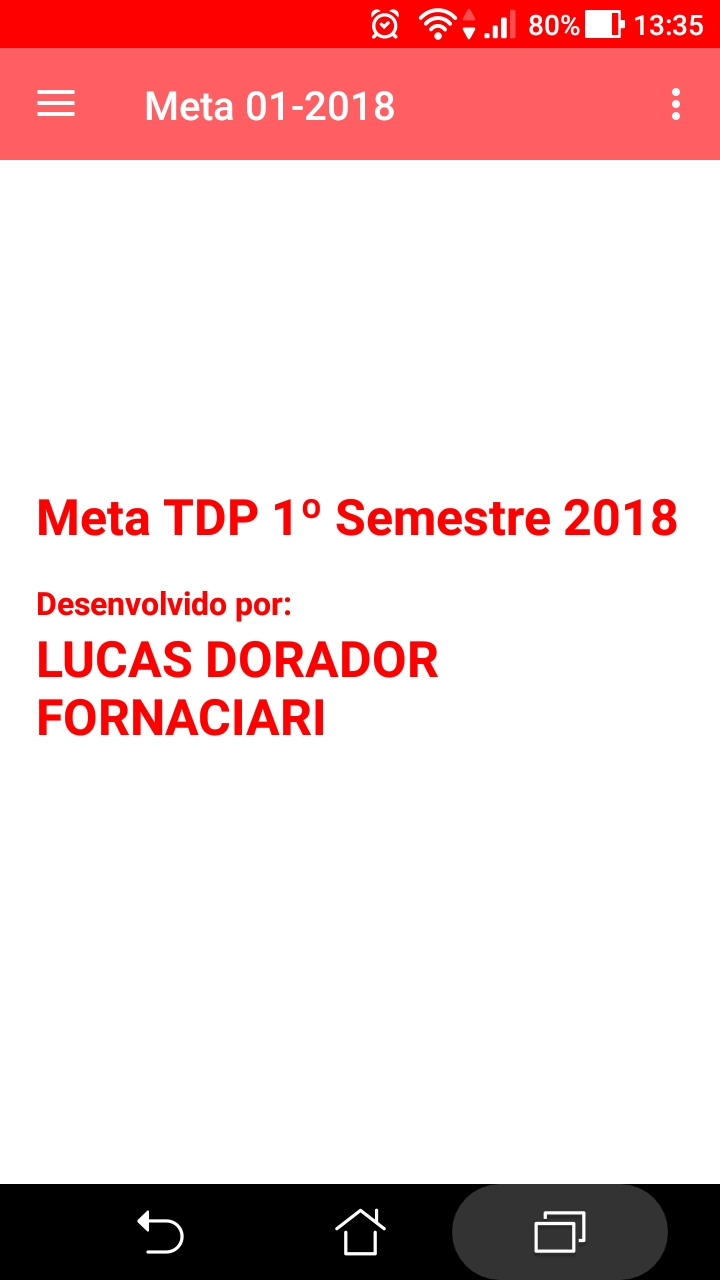 80% 13:35
Meta 01-2018
Meta TDP 1º Semestre 2018
Desenvolvido por:
LUCAS DORADOR
FORNACIARI